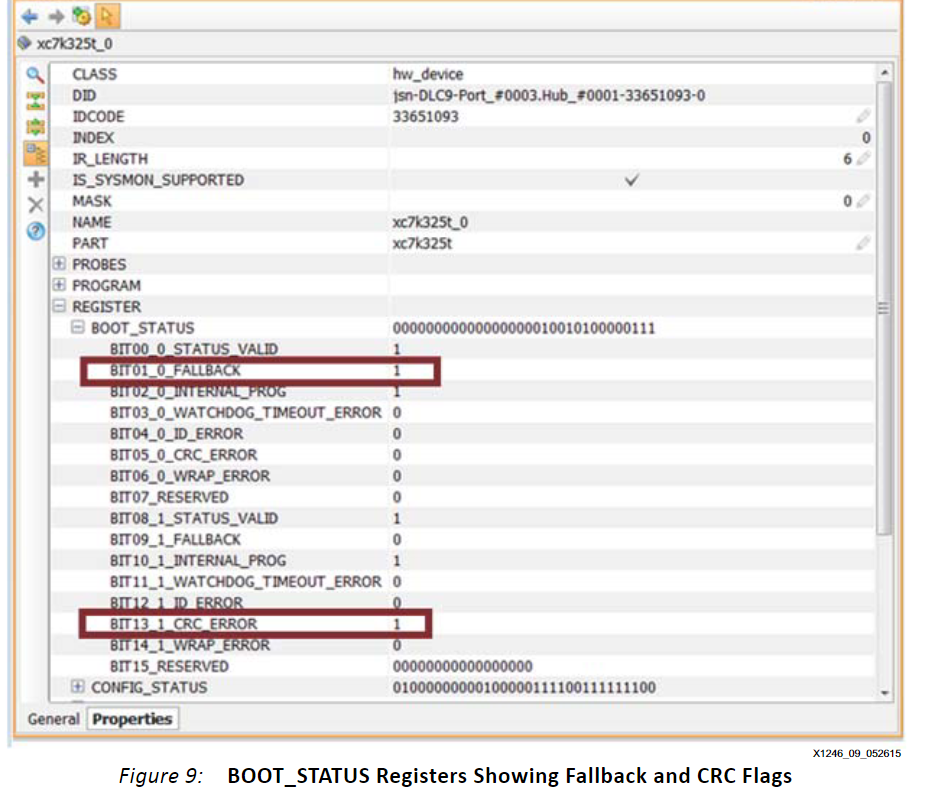 xc7k325t_0
CLASS hw_device
DID jsn-DLC9-Port_#0003.Hub_#0001-33651093-0
IDCODE 33651093
INDEX 0
IR_LENGTH 6
IS_SYSMON_SUPPORTED ✓
MASK 0
NAME xc7k325t_0
PART xc7k325t
PROBES
PROGRAM
REGISTER
BOOT_STATUS 00000000000000000010010100000111
BIT00_0_STATUS_VALID 1
BIT01_0_FALLBACK 1
BIT02_0_INTERNAL_PROG 1
BIT03_0_WATCHDOG_TIMEOUT_ERROR 0
BIT04_0_ID_ERROR 0
BIT05_0_CRC_ERROR 0
BIT06_0_WRAP_ERROR 0
BIT07_RESERVED 0
BIT08_1_STATUS_VALID 1
BIT09_1_FALLBACK 0
BIT10_1_INTERNAL_PROG 1
BIT11_1_WATCHDOG_TIMEOUT_ERROR 0
BIT12_1_ID_ERROR 0
BIT13_1_CRC_ERROR 1
BIT14_1_WRAP_ERROR 0
BIT15_RESERVED 00000000000000000
CONFIG_STATUS 01000000000100000111100111111100
General Properties
X1246_09_052615
Figure 9: BOOT_STATUS Registers Showing Fallback and CRC Flags